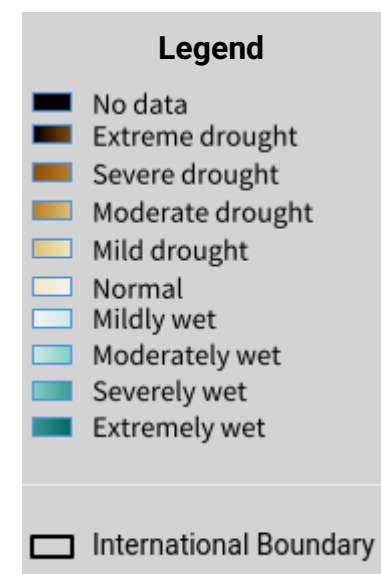 Legend
No data
Extreme drought
Severe drought
Moderate drought
Mild drought
Normal
Mildly wet
Moderately wet
Severely wet
Extremely wet
International Boundary